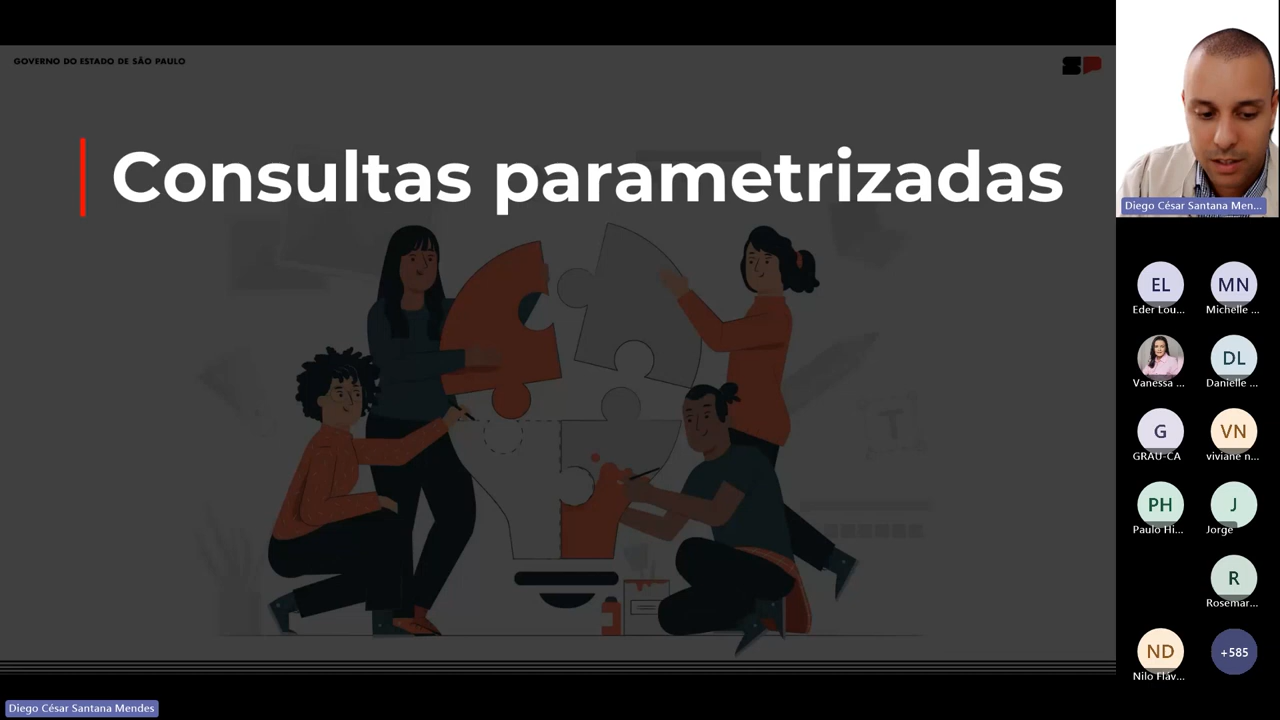 GOVERNO DO ESTADO DE SÃO PAULO
SP
Consultas parametrizadas
Diego César Santana Men...
EL
Eder Lou...
MN
Michelle ...
Vanessa ...
DL
Danielle ...
G
GRAU-CA
VN
viviane n...
PH
Paulo Hi...
J
Jorge
R
Rosemar...
ND
Nilo Fláv...
+585
Diego César Santana Mendes